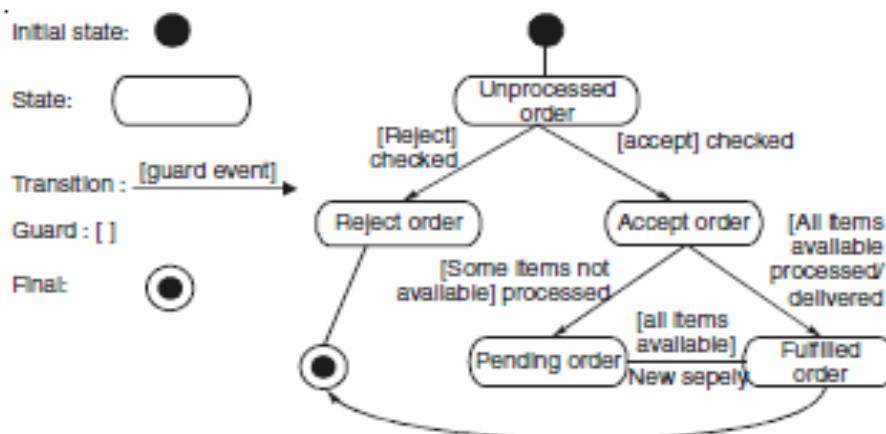 Initial state:
State:
Transition : [guard event]
Guard : [ ]
Final:
Unprocessed
order
[Reject]
checked
[accept] checked
Reject order
Accept order
[Some items not
available] processed
[All items
available
processed/
delivered
Pending order
[all items
available]
New sepely
Fulfilled
order